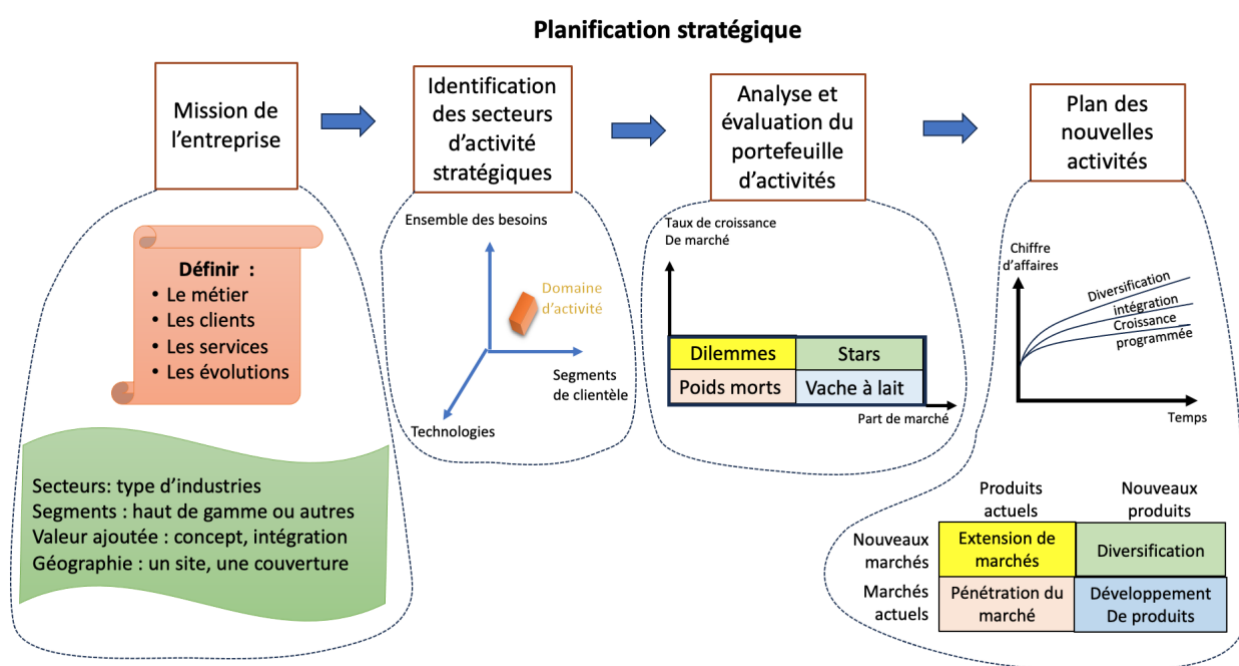 Planification stratégique
Mission de
l'entreprise
Identification
des secteurs
d'activité
stratégiques
Analyse et
évaluation du
portefeuille
d'activités
Plan des
nouvelles
activités
Définir :
• Le métier
• Les clients
• Les services
• Les évolutions
Secteurs: type d'industries
Segments : haut de gamme ou autres
Valeur ajoutée : concept, intégration
Géographie : un site, une couverture
Ensemble des besoins
Domaine
d'activité
Segments
de clientèle
Technologies
Taux de croissance
De marché
Dilemmes
Stars
Poids morts
Vache à lait
Part de marché
Chiffre
d'affaires
Diversification
intégration
Croissance
programmée
Temps
Produits
actuels
Nouveaux
produits
Nouveaux
marchés
Extension de
marchés
Diversification
Marchés
actuels
Pénétration du
marché
Développement
De produits